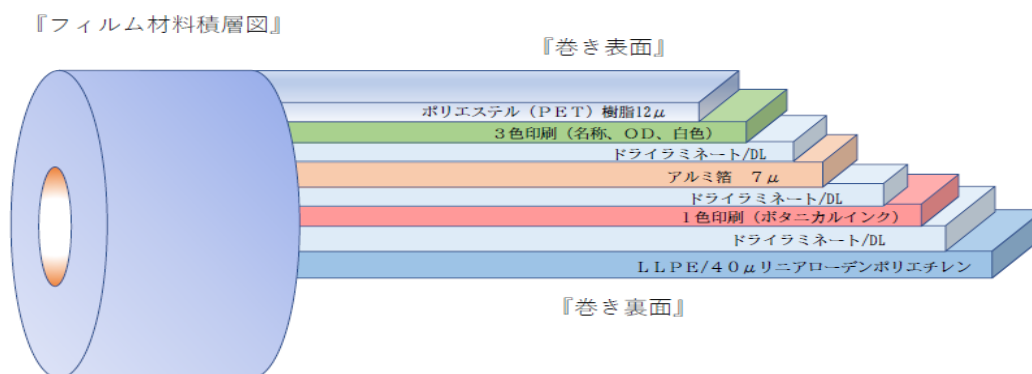 『フィルム材料積層図』
『巻き表面』
ポリエステル（ＰＥＴ）樹脂12μ
３色印刷（名称、ＯＤ、白色）
ドライラミネート/DL
アルミ箔　７μ
ドライラミネート/DL
１色印刷（ボタニカルインク）
ドライラミネート/DL
ＬＬＰＥ/４０μリニアローデンポリエチレン
『巻き裏面』